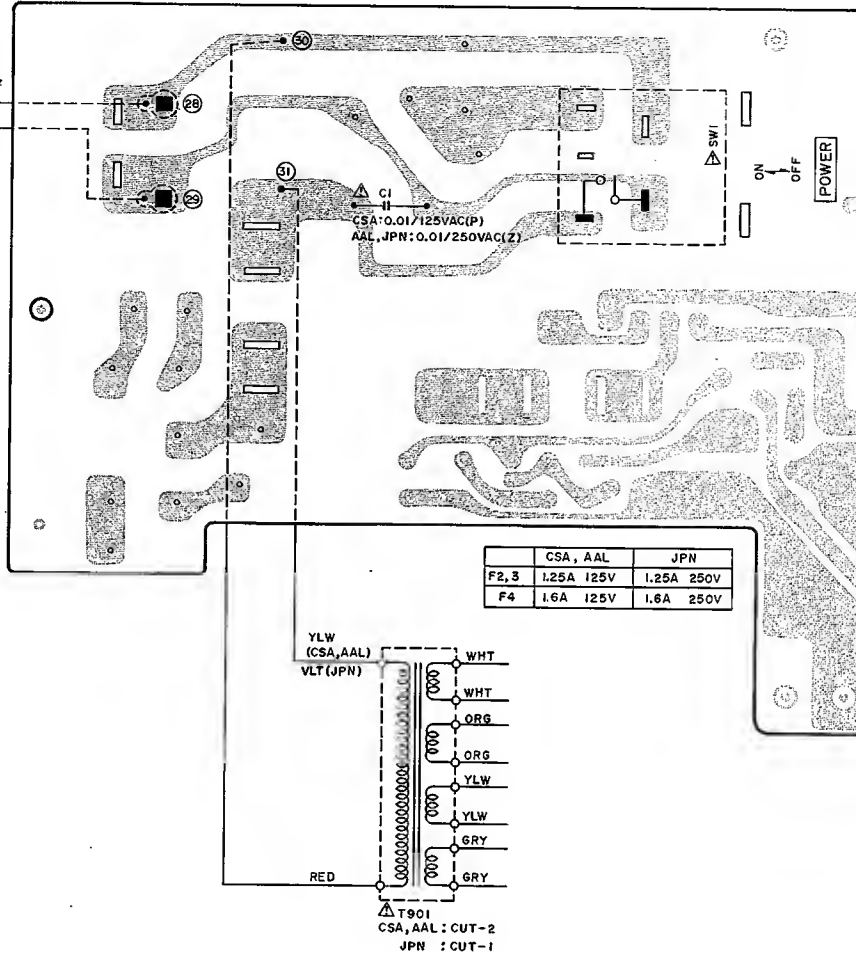 30
28
29
31
C1
CSA:0.01/125VAC(P)
AAL,JPN:0.01/250VAC(Z)
SW1
ON ↔ OFF
POWER
CSA, AAL JPN
F2,3 1.25A 125V 1.25A 250V
F4 1.6A 125V 1.6A 250V
YLW
(CSA,AAL)
VLT(JPN)
RED
WHT
WHT
ORG
ORG
YLW
YLW
GRY
GRY
T901
CSA,AAL:CUT-2
JPN :CUT-1